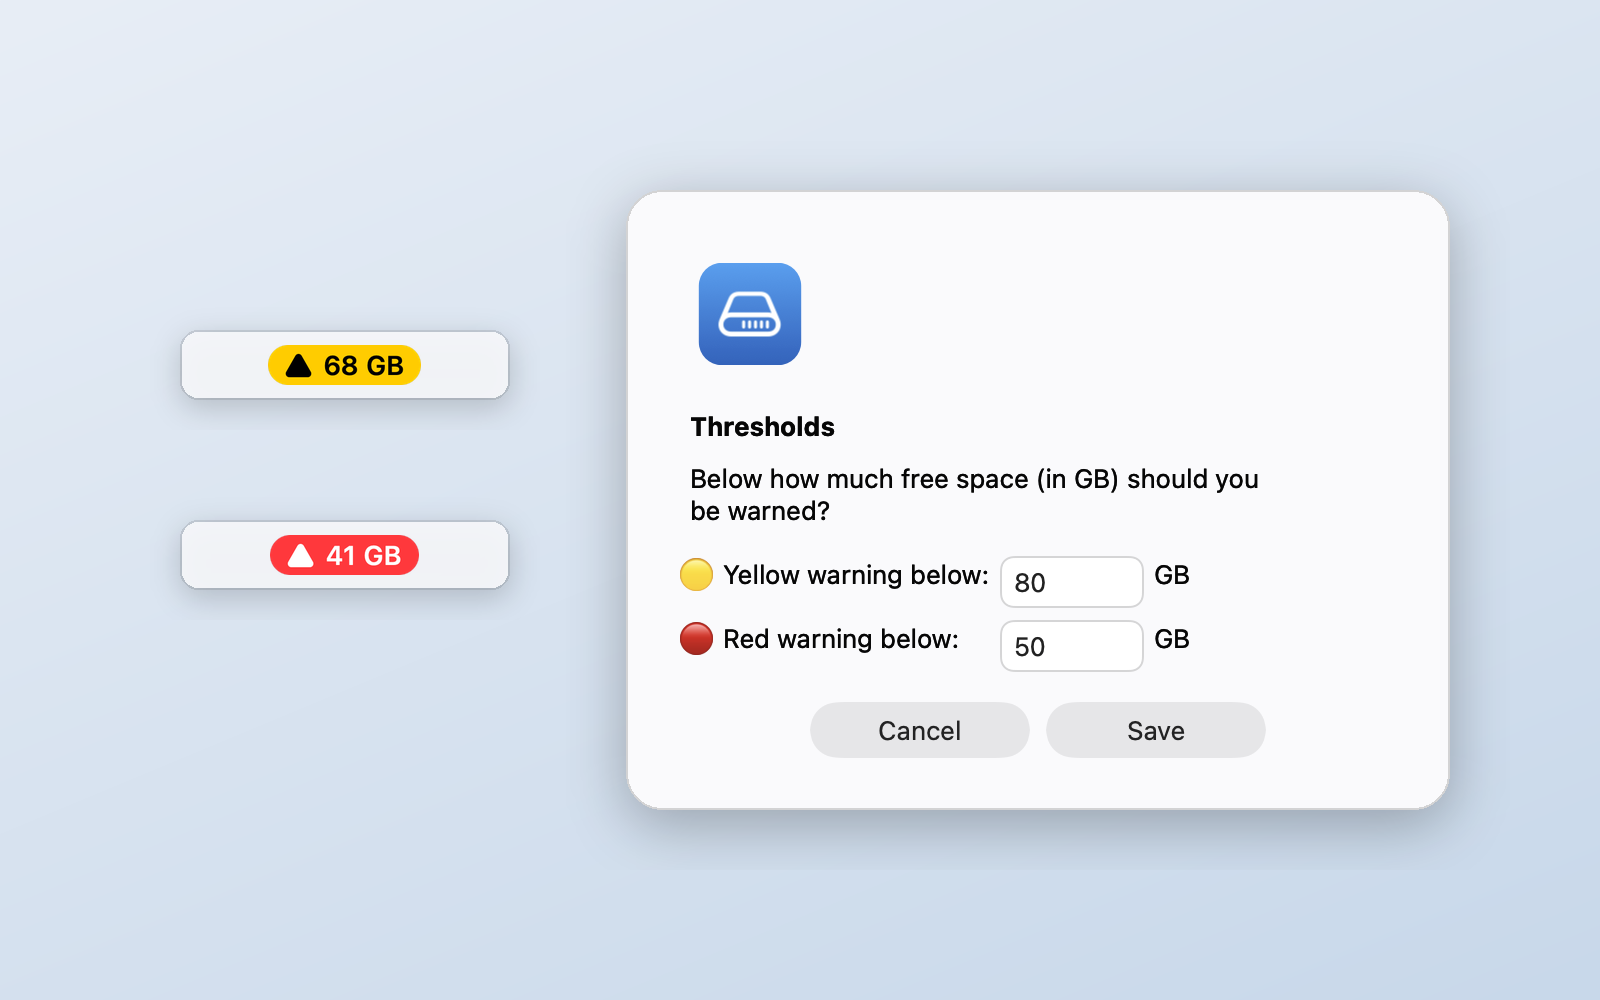 68 GB
41 GB
Thresholds
Below how much free space (in GB) should you
be warned?
Yellow warning below: 80 GB
Red warning below: 50 GB
Cancel Save